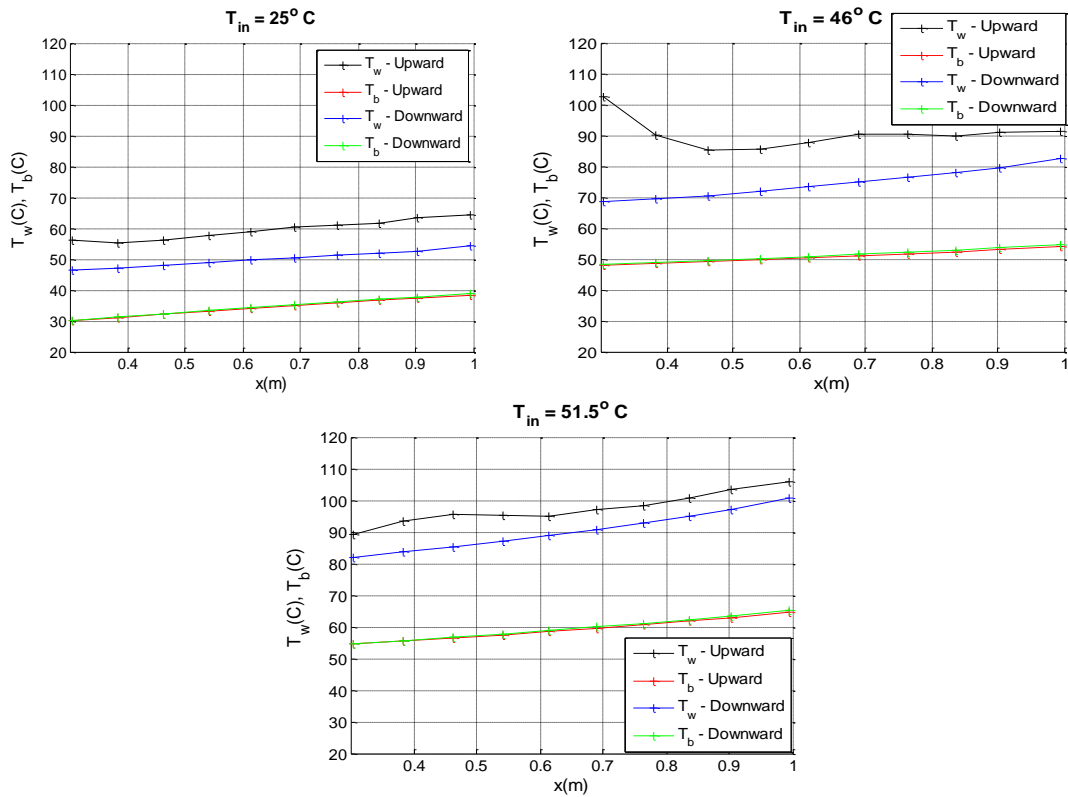 T_in = 25° C
T_w(C), T_b(C)
120
110
100
90
80
70
60
50
40
30
20
T_w - Upward
T_b - Upward
T_w - Downward
T_b - Downward
0.4 0.5 0.6 0.7 0.8 0.9 1
x(m)
T_in = 46° C
T_w(C), T_b(C)
120
110
100
90
80
70
60
50
40
30
20
T_w - Upward
T_b - Upward
T_w - Downward
T_b - Downward
0.4 0.5 0.6 0.7 0.8 0.9 1
x(m)
T_in = 51.5° C
T_w(C), T_b(C)
120
110
100
90
80
70
60
50
40
30
20
T_w - Upward
T_b - Upward
T_w - Downward
T_b - Downward
0.4 0.5 0.6 0.7 0.8 0.9 1
x(m)